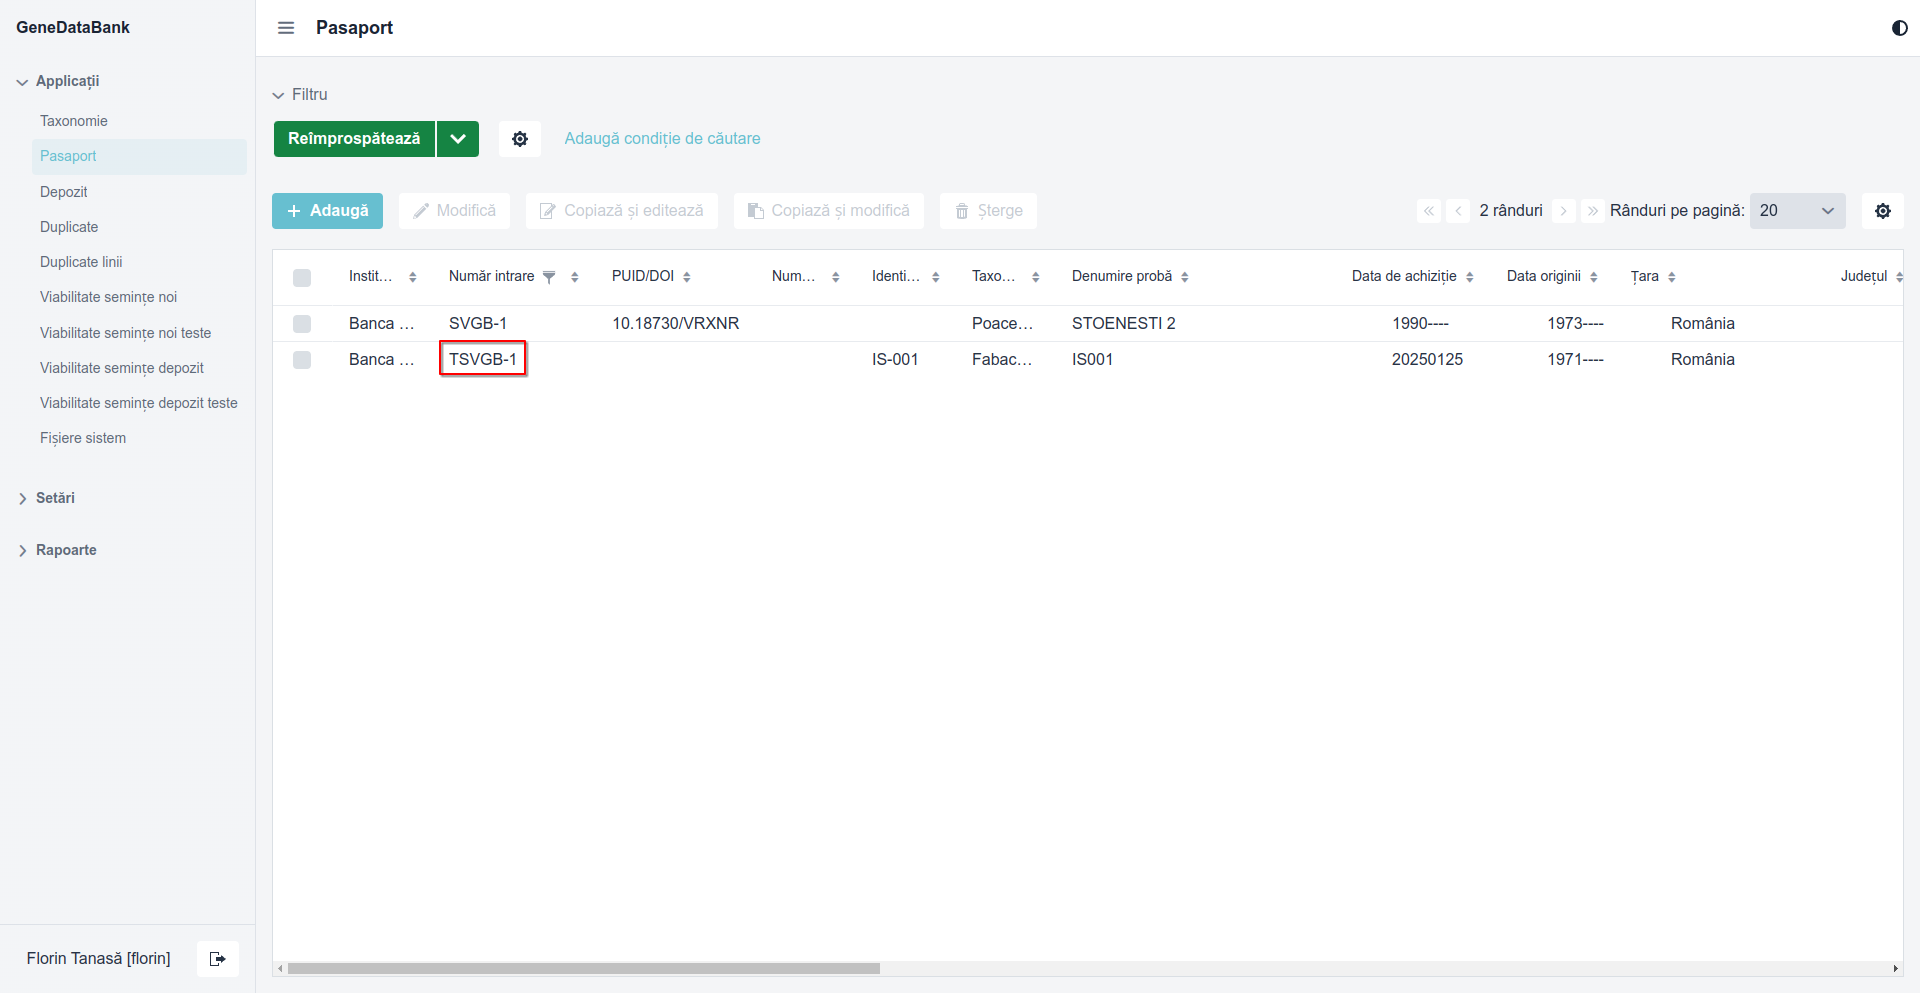 GeneDataBank
Pasaport
Applicații
Taxonomie
Pasaport
Depozit
Duplicate
Duplicate linii
Viabilitate semințe noi
Viabilitate semințe noi teste
Viabilitate semințe depozit
Viabilitate semințe depozit teste
Fișiere sistem
Setări
Rapoarte
Florin Tanasă [florin]
Filtru
Reîmprospătează
Adaugă condiție de căutare
Adaugă Modifică Copiază și editează Copiază și modifică Șterge 2 rânduri Rânduri pe pagină: 20
Instit... Număr intrare PUID/DOI Num... Identi... Taxo... Denumire probă Data de achiziție Data originii Țara Județul
Banca ... SVGB-1 10.18730/VRXNR Poace... STOENESTI 2 1990---- 1973---- România
Banca ... TSVGB-1 IS-001 Fabac... IS001 20250125 1971---- România